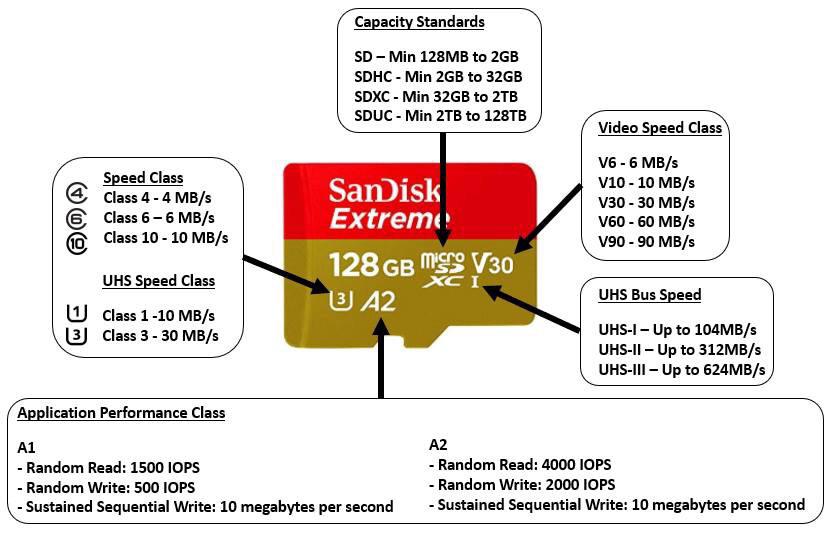 Capacity Standards
SD – Min 128MB to 2GB
SDHC - Min 2GB to 32GB
SDXC - Min 32GB to 2TB
SDUC - Min 2TB to 128TB
Video Speed Class
V6 - 6 MB/s
V10 - 10 MB/s
V30 - 30 MB/s
V60 - 60 MB/s
V90 - 90 MB/s
Speed Class
4 Class 4 - 4 MB/s
6 Class 6 – 6 MB/s
10 Class 10 - 10 MB/s
UHS Speed Class
1 Class 1 -10 MB/s
3 Class 3 - 30 MB/s
SanDisk
Extreme
128 GB micro SD XC I V30
3 A2
UHS Bus Speed
UHS-I – Up to 104MB/s
UHS-II – Up to 312MB/s
UHS-III – Up to 624MB/s
Application Performance Class
A1
- Random Read: 1500 IOPS
- Random Write: 500 IOPS
- Sustained Sequential Write: 10 megabytes per second
A2
- Random Read: 4000 IOPS
- Random Write: 2000 IOPS
- Sustained Sequential Write: 10 megabytes per second